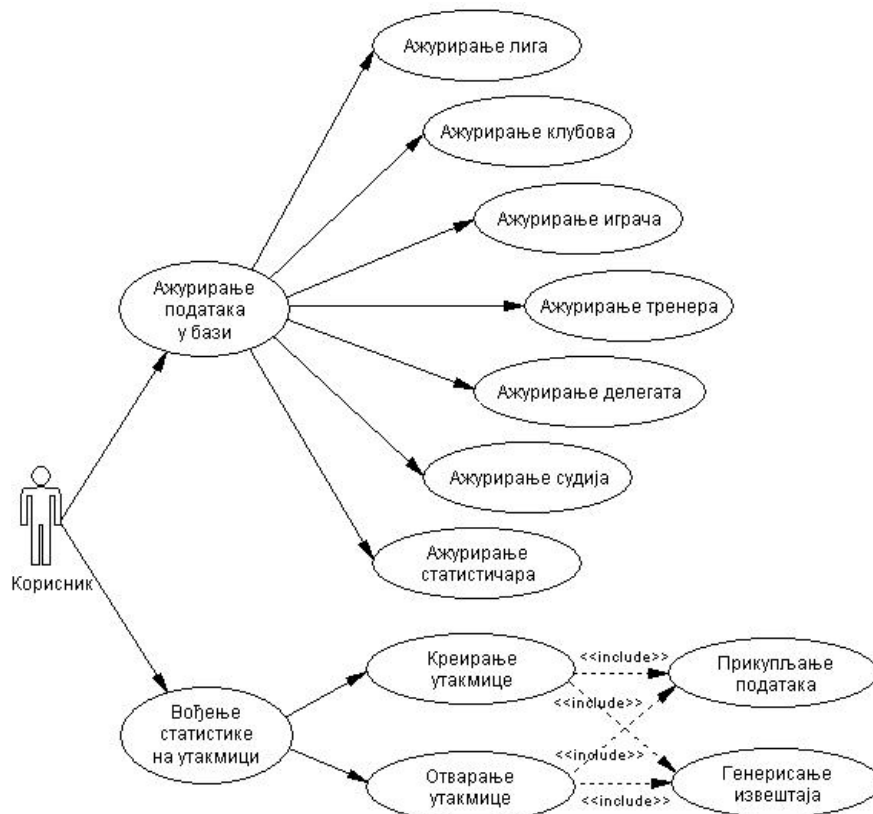 Ажурирање лига
Ажурирање клубова
Ажурирање играча
Ажурирање
података
у бази
Ажурирање тренера
Ажурирање делегата
Ажурирање судија
Ажурирање
статистичара
Корисник
Вођење
статистике
на утакмици
Креирање
утакмице
<<include>>
Прикупљање
података
<<include>>
<<include>>
Отварање
утакмице
<<include>>
Генерисање
извештаја